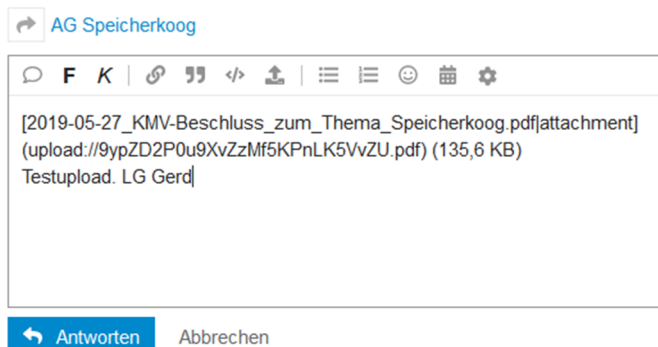 AG Speicherkoog
F K
[2019-05-27_KMV-Beschluss_zum_Thema_Speicherkoog.pdf|attachment]
(upload://9ypZD2P0u9XvZzMf5KPnLK5VvZU.pdf) (135,6 KB)
Testupload. LG Gerd
Antworten Abbrechen